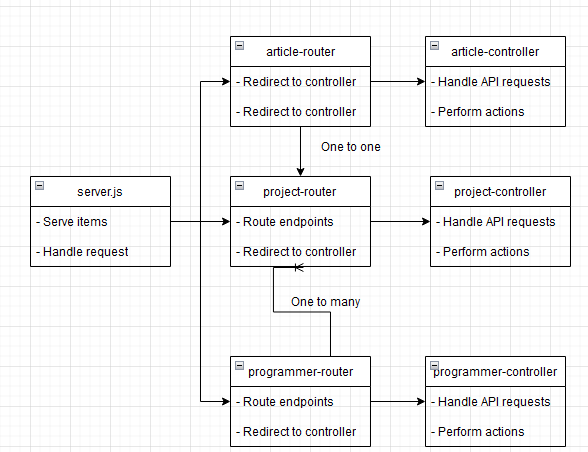 article-router
- Redirect to controller
- Redirect to controller
article-controller
- Handle API requests
- Perform actions
One to one
server.js
- Serve items
- Handle request
project-router
- Route endpoints
- Redirect to controller
project-controller
- Handle API requests
- Perform actions
One to many
programmer-router
- Route endpoints
- Redirect to controller
programmer-controller
- Handle API requests
- Perform actions